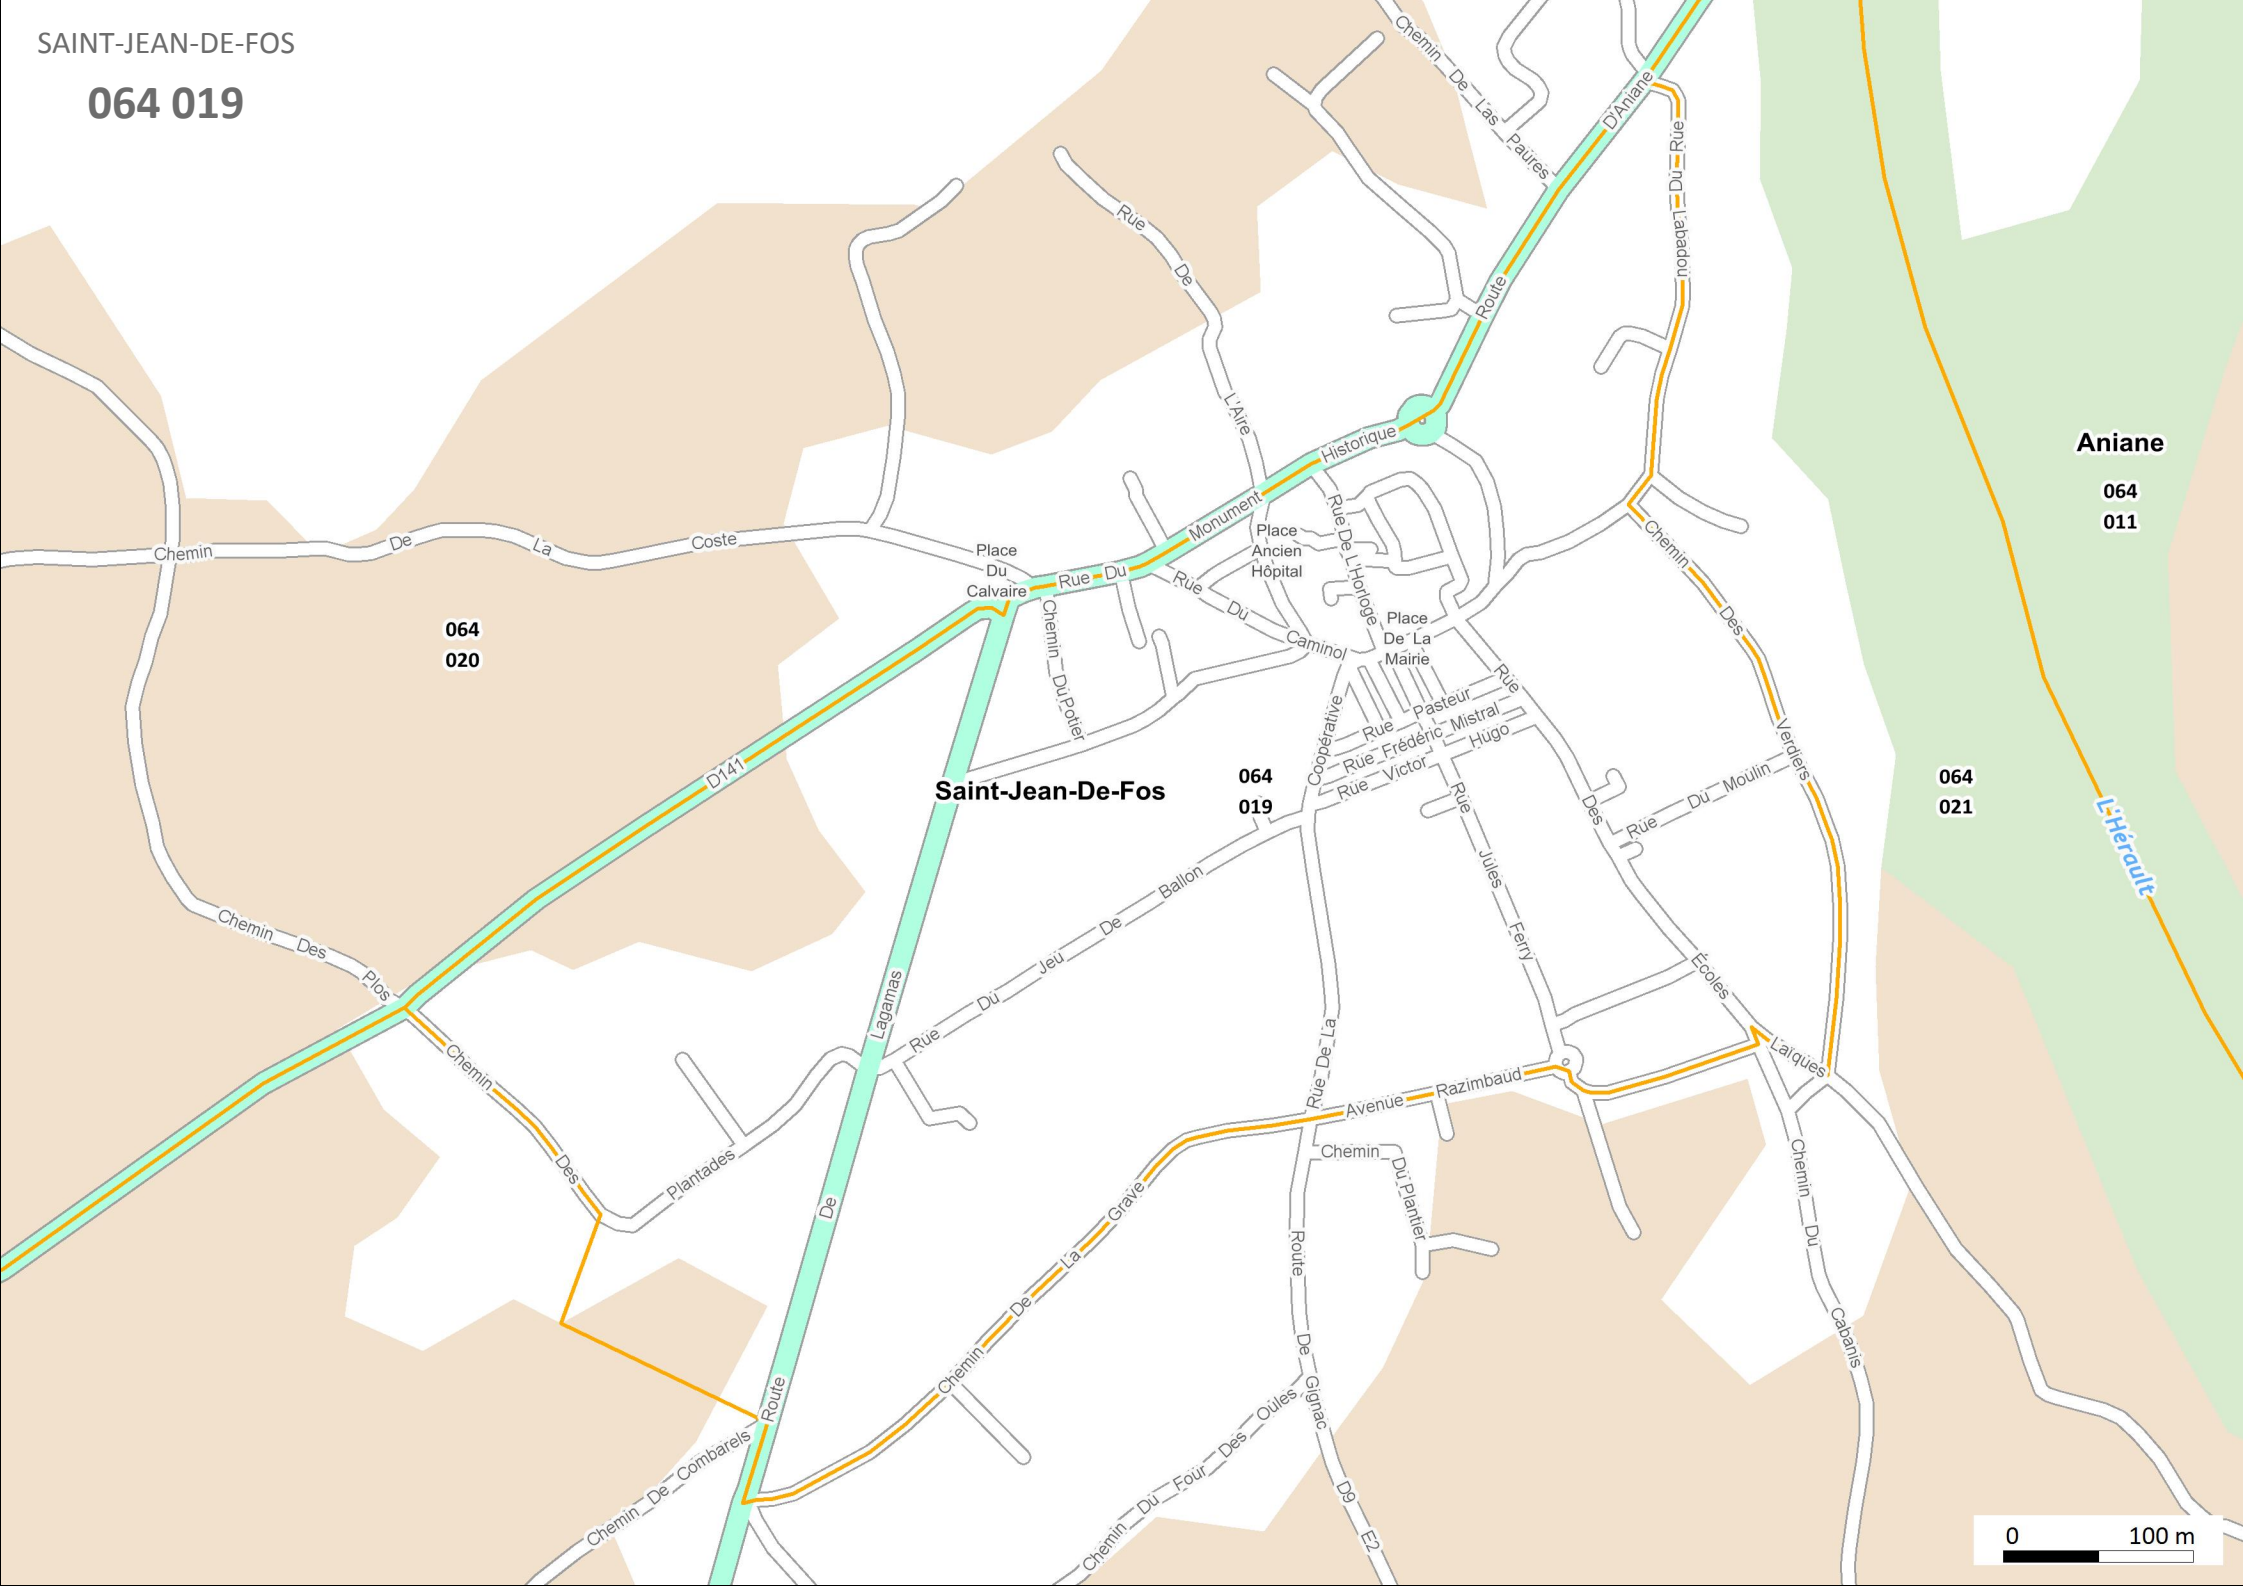 SAINT-JEAN-DE-FOS
064 019
Chemin De Las Paüres
D'Aniane
Route
Rue Du Labadou
Rue De L'Aire
Aniane
064
011
Historique
Monument
Rue Du
Rue De L'Horloge
Place
Ancien
Hôpital
Chemin De La Coste
Place
Du
Calvaire
Rue Du Caminol
Place
De La
Mairie
Chemin Des Verdiers
064
020
Chemin Du Potier
Rue Des Écoles Laïques
Rue Pasteur
Rue Frédéric Mistral
Rue Victor Hugo
Rue De La Coopérative
D141
Saint-Jean-De-Fos
064
019
Rue Du Moulin
064
021
L'Hérault
Rue Jules Ferry
Rue Du Jeu De Ballon
Chemin Des Plos
Route De Lagamas
Chemin Des Plantades
Avenue Razimbaud
Chemin Du Plantier
Chemin De La Grave
Route De Gignac
Chemin Du Cabanis
Chemin De Combarels
Chemin Du Four Des Oules
D9 E2
0 100 m